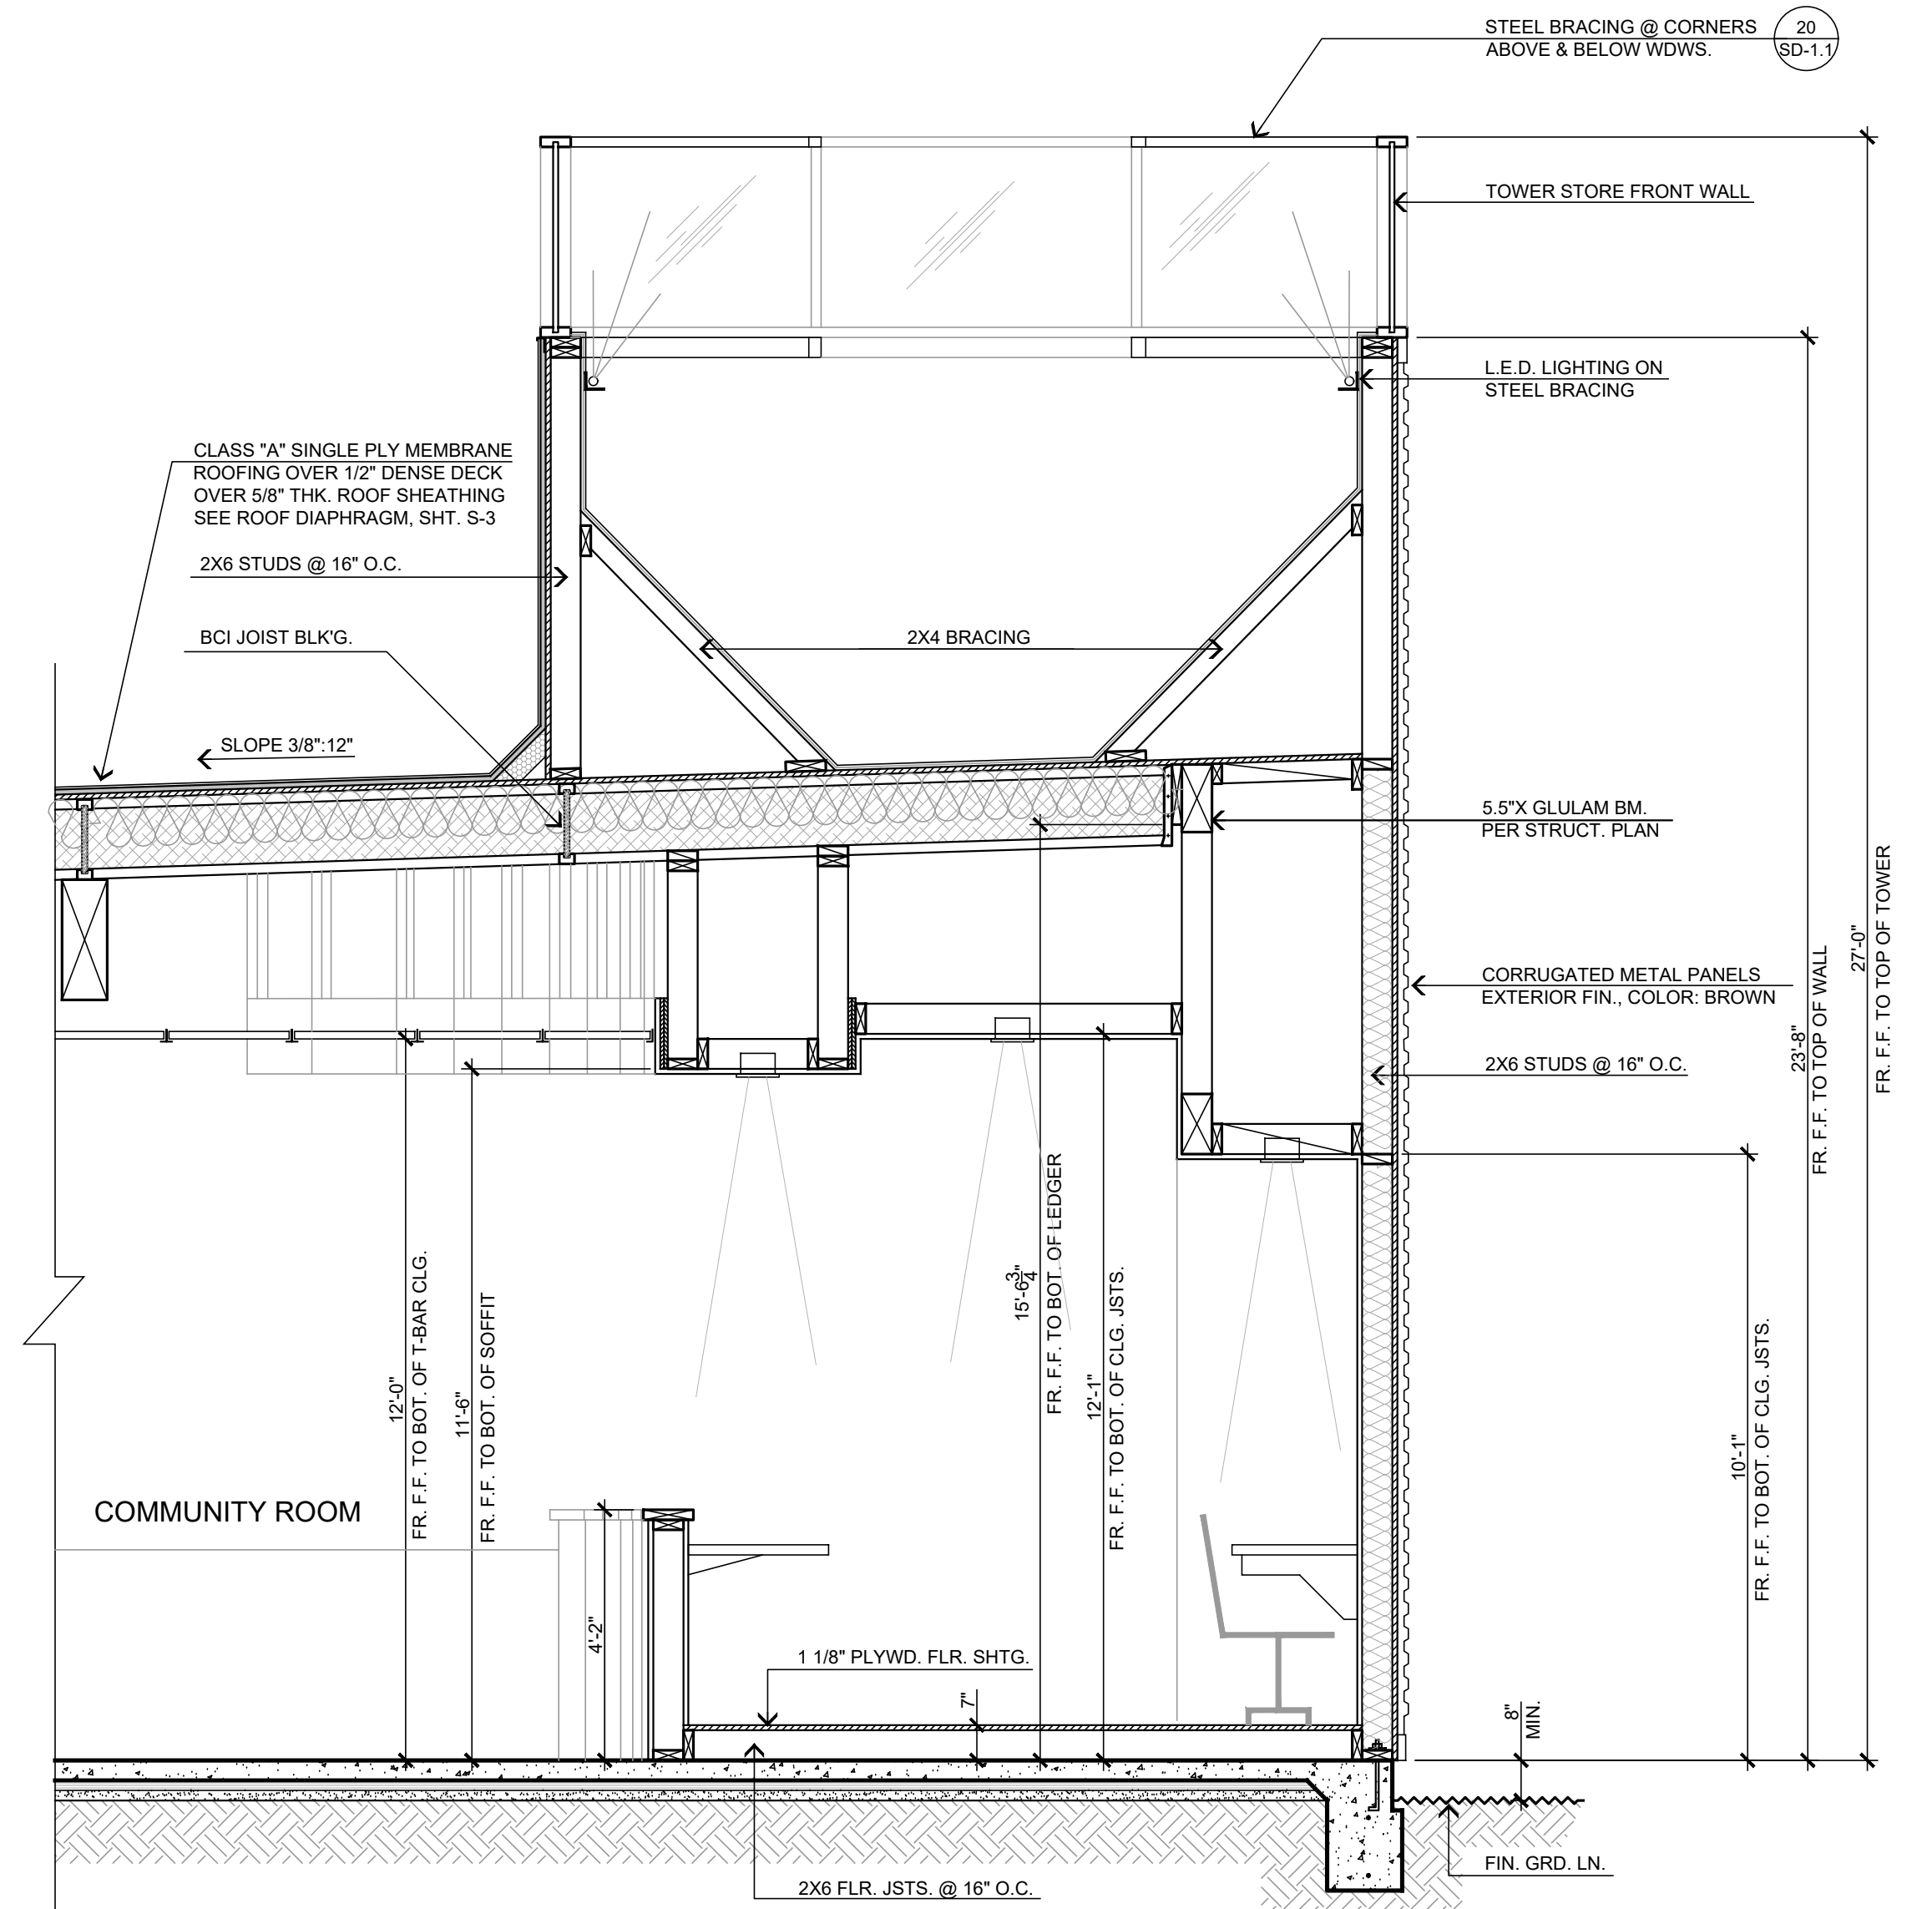 STEEL BRACING @ CORNERS
ABOVE & BELOW WDWS.
20
SD-1.1
TOWER STORE FRONT WALL
L.E.D. LIGHTING ON
STEEL BRACING
CLASS "A" SINGLE PLY MEMBRANE
ROOFING OVER 1/2" DENSE DECK
OVER 5/8" THK. ROOF SHEATHING
SEE ROOF DIAPHRAGM, SHT. S-3
2X6 STUDS @ 16" O.C.
BCI JOIST BLK'G.
2X4 BRACING
SLOPE 3/8":12"
5.5"X GLULAM BM.
PER STRUCT. PLAN
CORRUGATED METAL PANELS
EXTERIOR FIN., COLOR: BROWN
2X6 STUDS @ 16" O.C.
27'-0"
FR. F.F. TO TOP OF TOWER
23'-8"
FR. F.F. TO TOP OF WALL
12'-0"
FR. F.F. TO BOT. OF T-BAR CLG.
11'-6"
FR. F.F. TO BOT. OF SOFFIT
15'-6 3/4"
FR. F.F. TO BOT. OF LEDGER
12'-1"
FR. F.F. TO BOT. OF CLG. JSTS.
10'-1"
FR. F.F. TO BOT. OF CLG. JSTS.
COMMUNITY ROOM
4'-2"
1 1/8" PLYWD. FLR. SHTG.
7"
8"
MIN.
FIN. GRD. LN.
2X6 FLR. JSTS. @ 16" O.C.